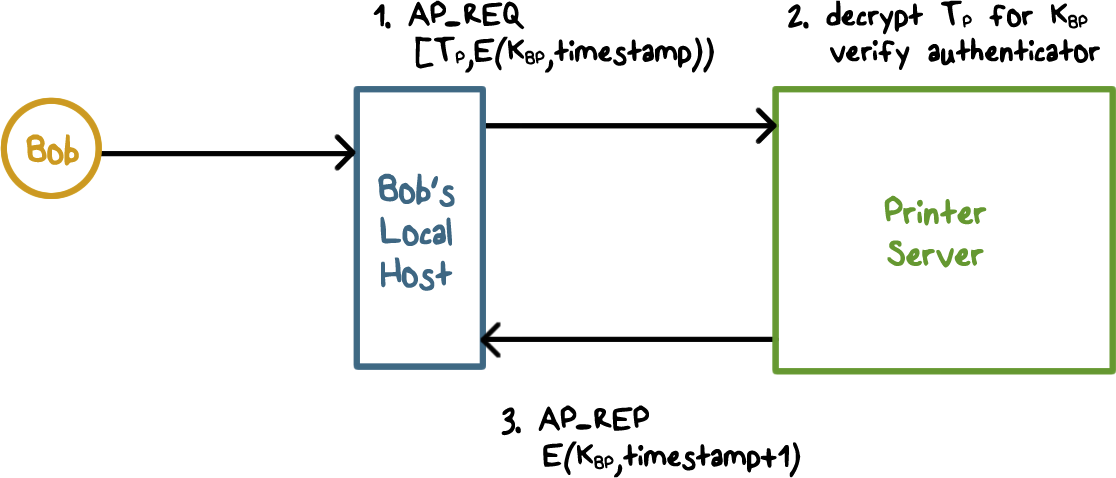 1. AP_REQ
[TP,E(KBP,timestamp))
2. decrypt TP for KBP
verify authenticator
Bob
Bob's
Local
Host
Printer
Server
3. AP_REP
E(KBP,timestamp+1)